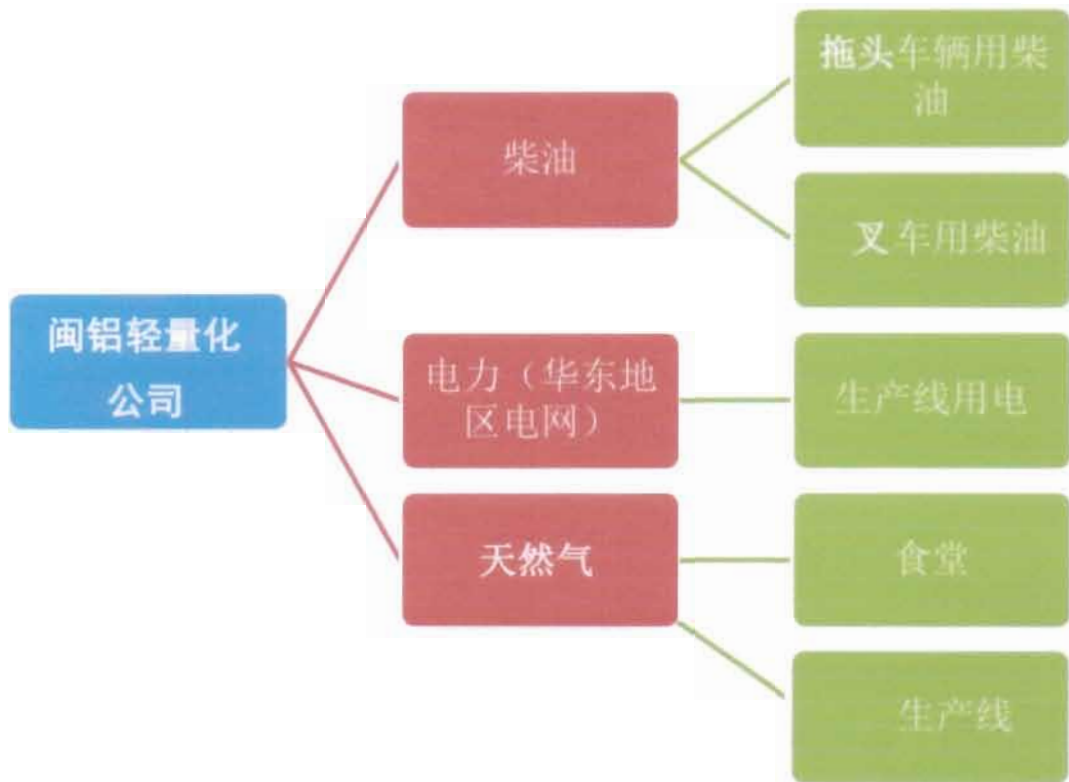 拖头车辆用柴
油
柴油
叉车用柴油
闽铝轻量化
公司
电力（华东地
区电网）
生产线用电
天然气
食堂
生产线